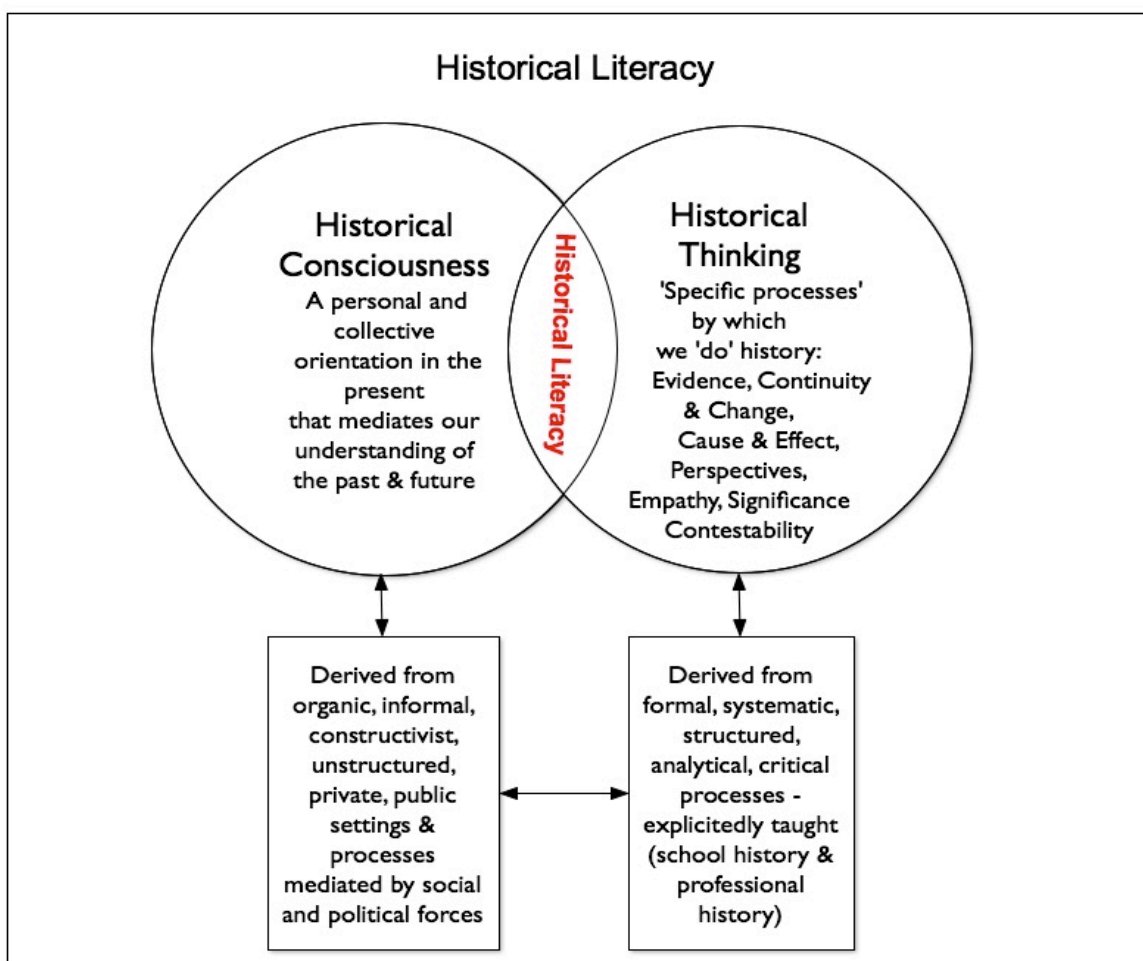 Historical Literacy
Historical
Consciousness
A personal and
collective
orientation in the
present
that mediates our
understanding of
the past & future
Historical Literacy
Historical
Thinking
'Specific processes'
by which
we 'do' history:
Evidence, Continuity
& Change,
Cause & Effect,
Perspectives,
Empathy, Significance
Contestability
Derived from
organic, informal,
constructivist,
unstructured,
private, public
settings &
processes
mediated by social
and political forces
Derived from
formal, systematic,
structured,
analytical, critical
processes -
explicitedly taught
(school history &
professional
history)